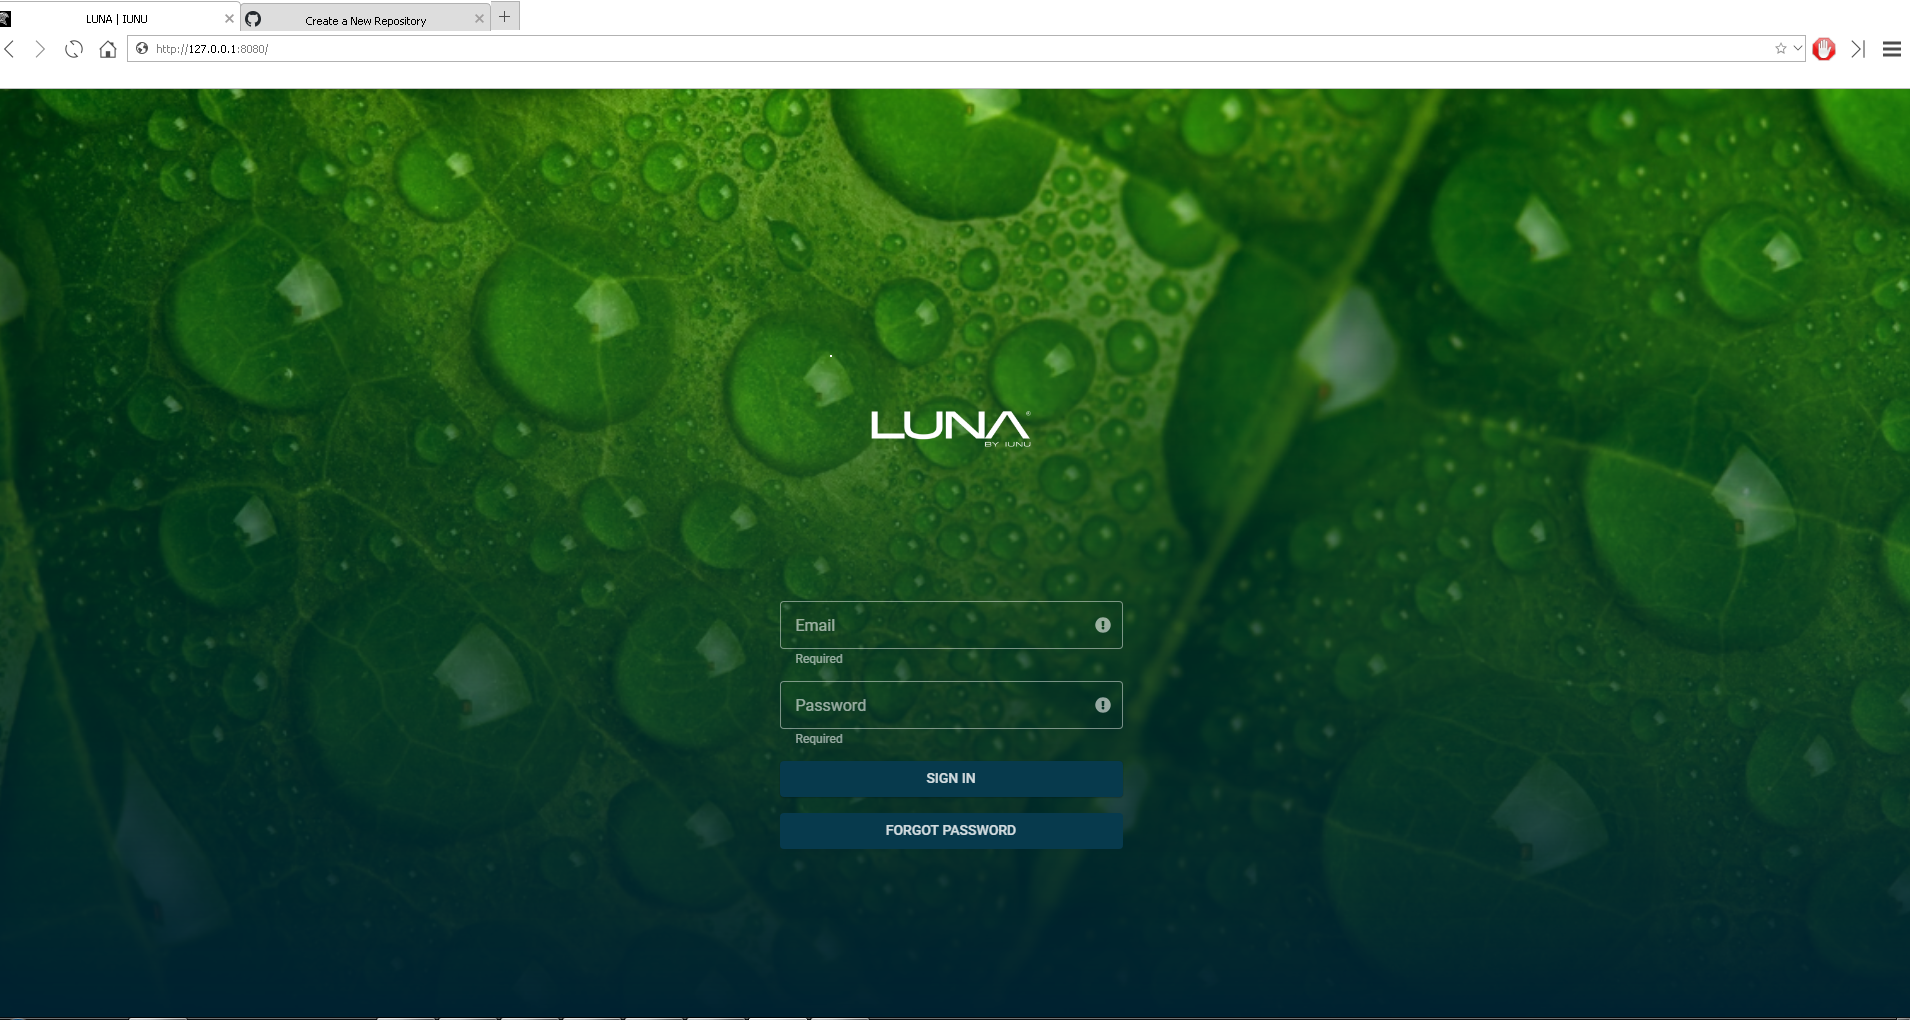 LUNA | IUNU
Create a New Repository
http://127.0.0.1:8080/
LUNA®
BY IUNU
Email
Required
Password
Required
SIGN IN
FORGOT PASSWORD